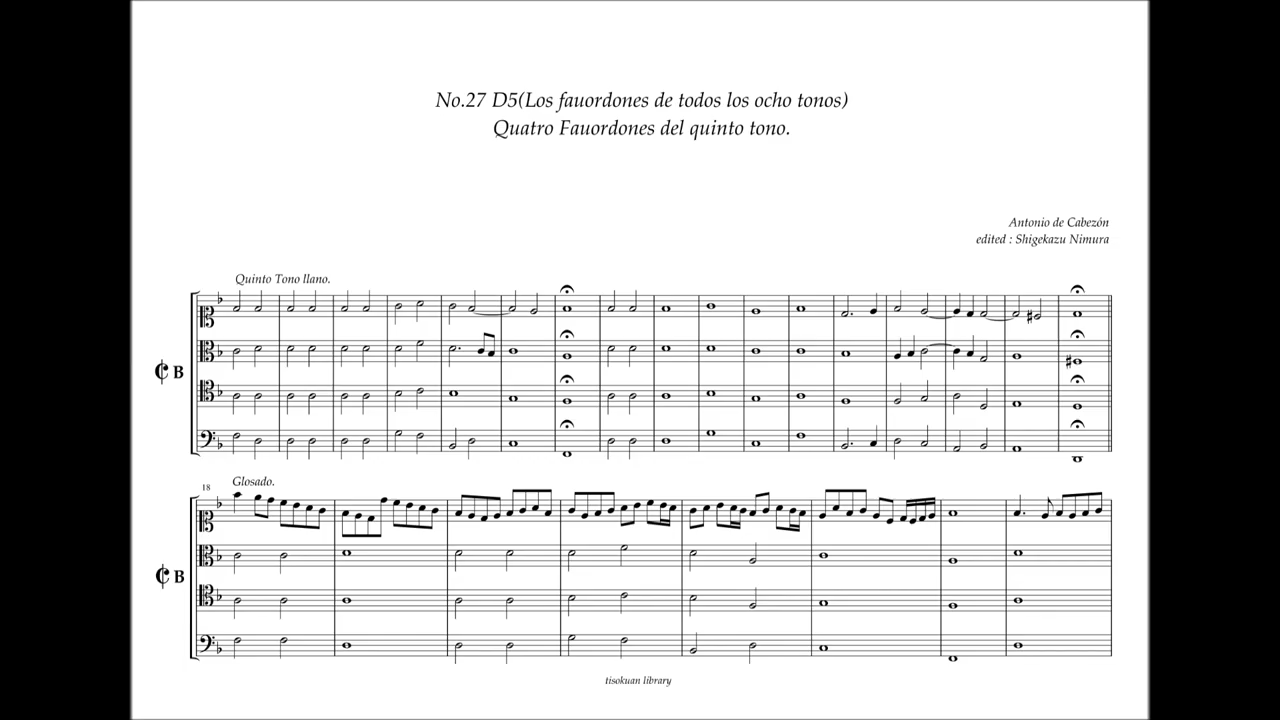 No.27 D5(Los fauordones de todos los ocho tonos)
Quatro Fauordones del quinto tono.
Antonio de Cabezón
edited : Shigekazu Nimura
Quinto Tono llano.
B
18
Glosado.
B
tisokuan library